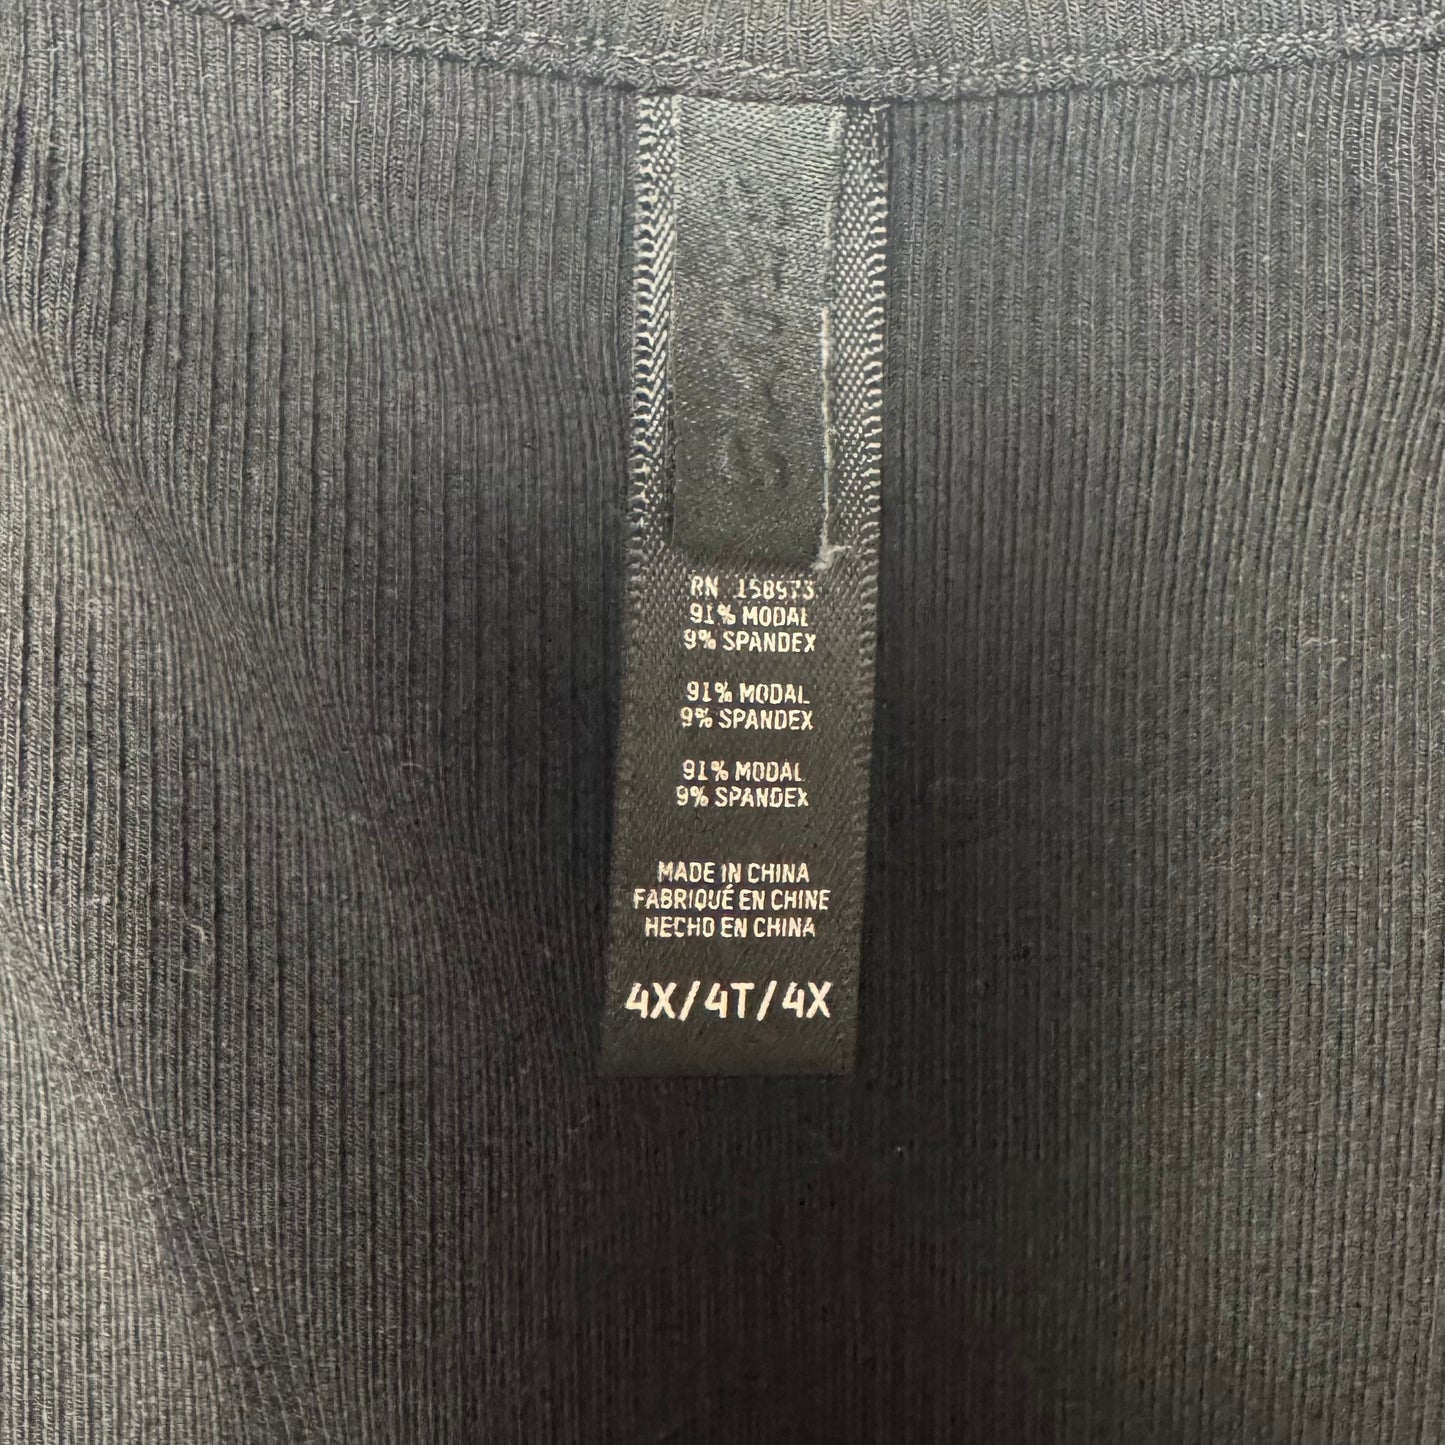 RN 158973
91% MODAL
9% SPANDEX
91% MODAL
9% SPANDEX
91% MODAL
9% SPANDEX
MADE IN CHINA
FABRIQUÉ EN CHINE
HECHO EN CHINA
4X/4T/4X